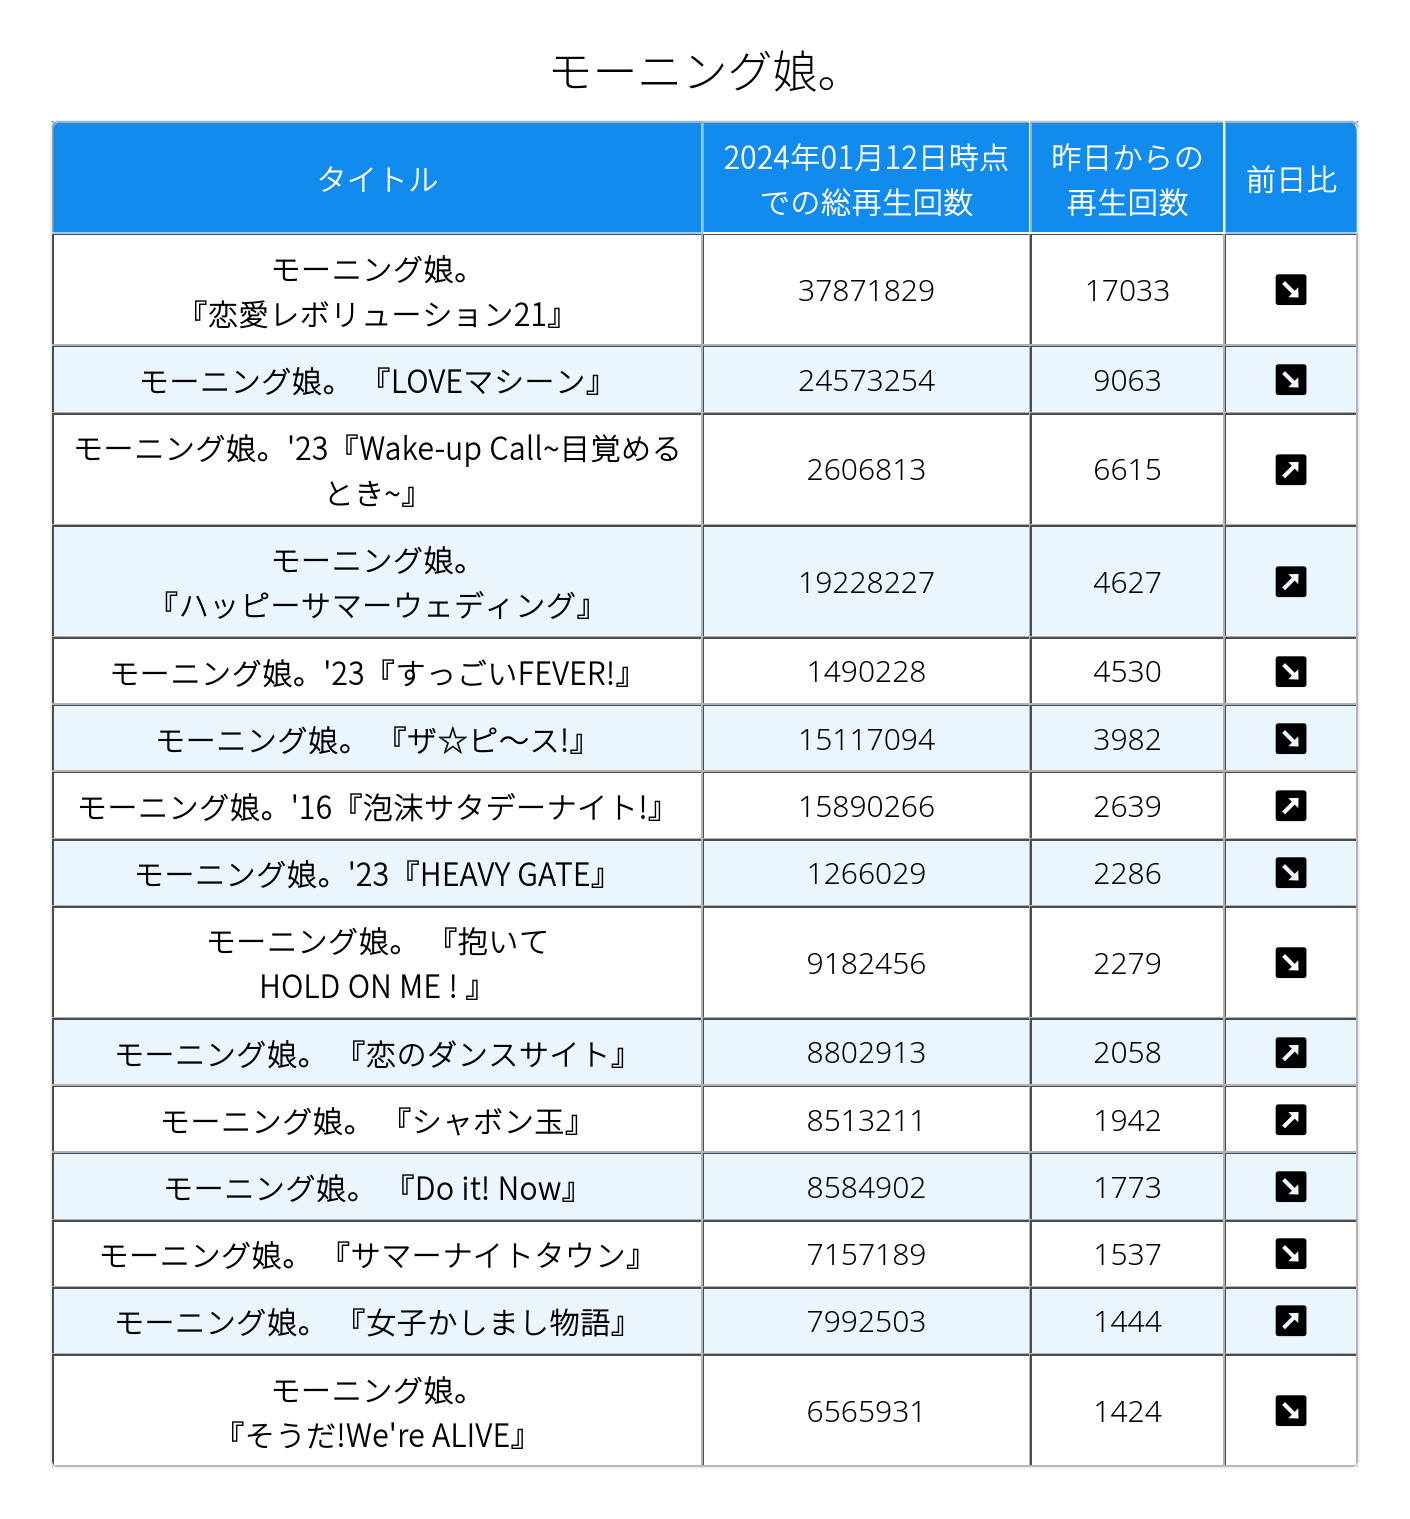 モーニング娘。
タイトル
2024年01月12日時点
での総再生回数
昨日からの
再生回数
前日比
モーニング娘。
『恋愛レボリューション21』
37871829
17033
モーニング娘。 『LOVEマシーン』
24573254
9063
モーニング娘。'23『Wake-up Call~目覚める
とき~』
2606813
6615
モーニング娘。
『ハッピーサマーウェディング』
19228227
4627
モーニング娘。'23『すっごいFEVER!』
1490228
4530
モーニング娘。 『ザ☆ピ〜ス!』
15117094
3982
モーニング娘。'16『泡沫サタデーナイト!』
15890266
2639
モーニング娘。'23『HEAVY GATE』
1266029
2286
モーニング娘。 『抱いて
HOLD ON ME ! 』
9182456
2279
モーニング娘。 『恋のダンスサイト』
8802913
2058
モーニング娘。 『シャボン玉』
8513211
1942
モーニング娘。 『Do it! Now』
8584902
1773
モーニング娘。 『サマーナイトタウン』
7157189
1537
モーニング娘。 『女子かしまし物語』
7992503
1444
モーニング娘。
『そうだ!We're ALIVE』
6565931
1424